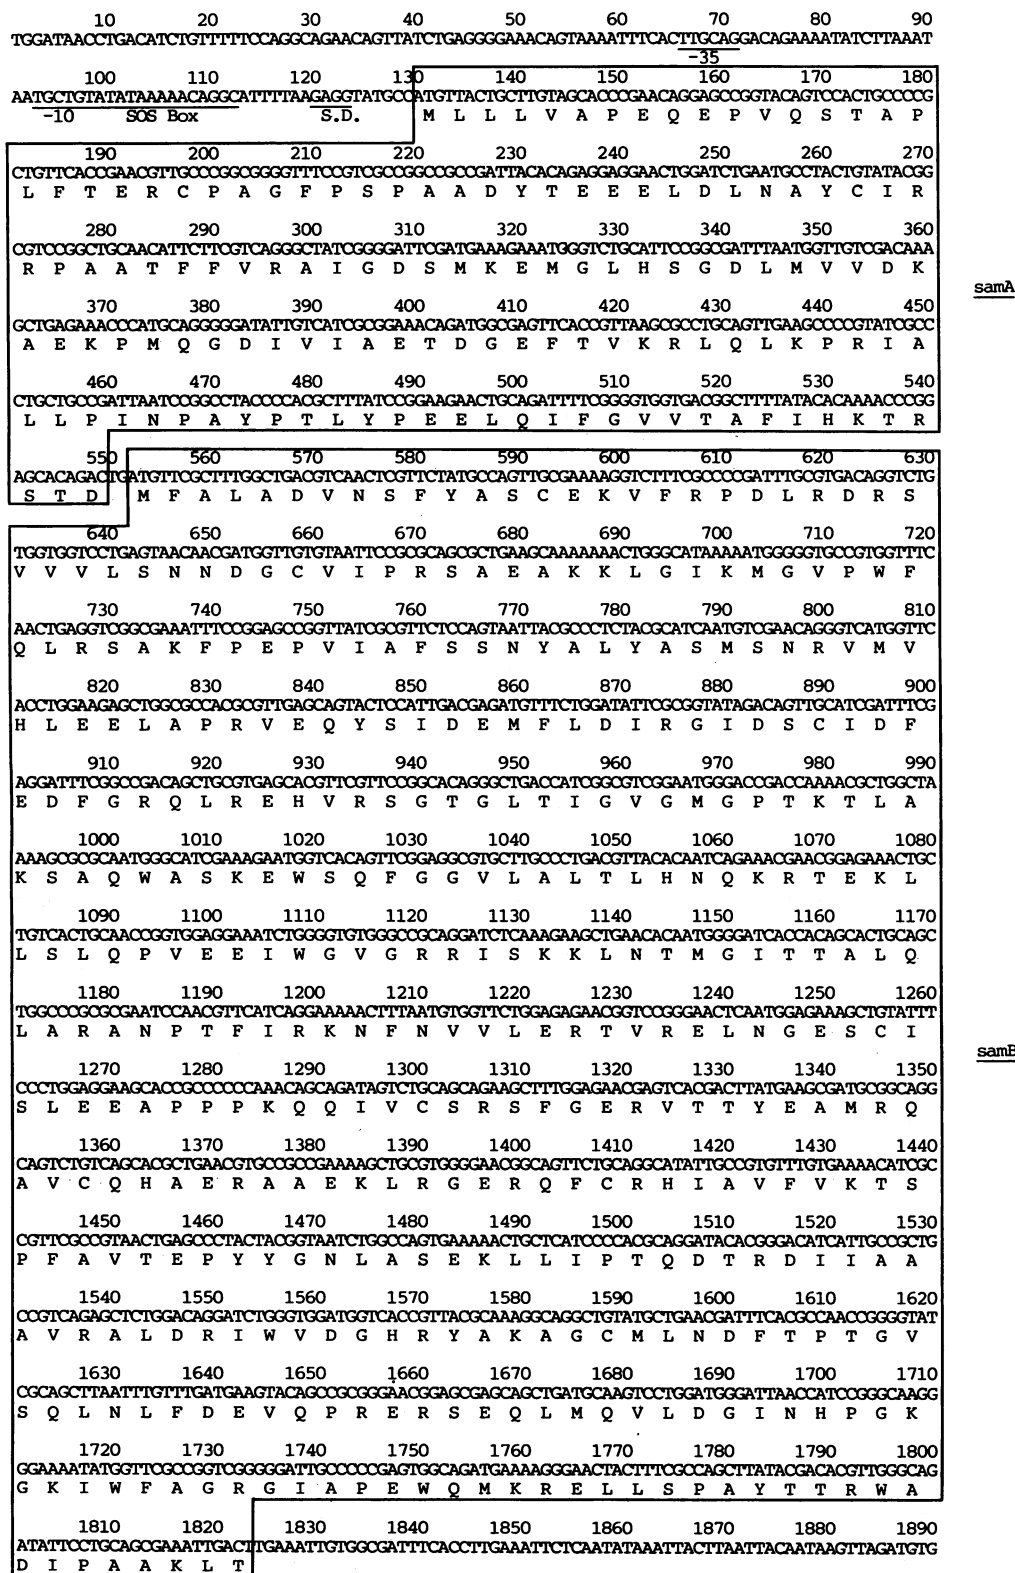 10 20 30 40 50 60 70 80 90
TGGATAACCTGACATCTGTTTTTCCAGGCAGAACAGTTATCTGAGGGGAAACAGTAAAATTTCACTTGCAGGACAGAAAATATCTTAAAT
-35
100 110 120 130 140 150 160 170 180
AATGCTGTATATAAAAACAGGCATTTTAAGAGGTATGCCATGTTACTGCTTGTAGCACCCGAACAGGAGCCGGTACAGTCCACTGCCCCG
-10 SOS Box S.D. M L L L V A P E Q E P V Q S T A P
190 200 210 220 230 240 250 260 270
CTGTTCACCGAACGTTGCCCGGCGGGGTTTCCGTCGCCGGCCGCCGATTACACAGAGGAGGAACTGGATCTGAATGCCTACTGTATACGG
L F T E R C P A G F P S P A A D Y T E E E L D L N A Y C I R
280 290 300 310 320 330 340 350 360
CGTCCGGCTGCAACATTCTTCGTCAGGGCTATCGGGGATTCGATGAAAGAAATGGGTCTGCATTCCGGCGATTTAATGGTTGTCGACAAA
R P A A T F F V R A I G D S M K E M G L H S G D L M V V D K
samA
370 380 390 400 410 420 430 440 450
GCTGAGAAACCCATGCAGGGGGATATTGTCATCGCGGAAACAGATGGCGAGTTCACCGTTAAGCGCCTGCAGTTGAAGCCCCGTATCGCC
A E K P M Q G D I V I A E T D G E F T V K R L Q L K P R I A
460 470 480 490 500 510 520 530 540
CTGCTGCCGATTAATCCGGCCTACCCCACGCTTTATCCGGAAGAACTGCAGATTTTCGGGGTGGTGACGGCTTTTATACACAAAACCCGG
L L P I N P A Y P T L Y P E E L Q I F G V V T A F I H K T R
550 560 570 580 590 600 610 620 630
AGCACAGACTGATGTTCGCTTTGGCTGACGTCAACTCGTTCTATGCCAGTTGCGAAAAGGTCTTTCGCCCCGATTTGCGTGACAGGTCTG
S T D M F A L A D V N S F Y A S C E K V F R P D L R D R S
640 650 660 670 680 690 700 710 720
TGGTGGTCCTGAGTAACAACGATGGTTGTGTAATTCCGCGCAGCGCTGAAGCAAAAAAACTGGGCATAAAAATGGGGGTGCCGTGGTTTC
V V V L S N N D G C V I P R S A E A K K L G I K M G V P W F
730 740 750 760 770 780 790 800 810
AACTGAGGTCGGCGAAATTTCCGGAGCCGGTTATCGCGTTCTCCAGTAATTACGCCCTCTACGCATCAATGTCGAACAGGGTCATGGTTC
Q L R S A K F P E P V I A F S S N Y A L Y A S M S N R V M V
820 830 840 850 860 870 880 890 900
ACCTGGAAGAGCTGGCGCCACGCGTTGAGCAGTACTCCATTGACGAGATGTTTCTGGATATTCGCGGTATAGACAGTTGCATCGATTTCG
H L E E L A P R V E Q Y S I D E M F L D I R G I D S C I D F
910 920 930 940 950 960 970 980 990
AGGATTTCGGCCGACAGCTGCGTGAGCACGTTCGTTCCGGCACAGGGCTGACCATCGGCGTCGGAATGGGACCGACCAAAACGCTGGCTA
E D F G R Q L R E H V R S G T G L T I G V G M G P T K T L A
1000 1010 1020 1030 1040 1050 1060 1070 1080
AAAGCGCGCAATGGGCATCGAAAGAATGGTCACAGTTCGGAGGCGTGCTTGCCCTGACGTTACACAATCAGAAACGAACGGAGAAACTGC
K S A Q W A S K E W S Q F G G V L A L T L H N Q K R T E K L
1090 1100 1110 1120 1130 1140 1150 1160 1170
TGTCACTGCAACCGGTGGAGGAAATCTGGGGTGTGGGCCGCAGGATCTCAAAGAAGCTGAACACAATGGGGATCACCACAGCACTGCAGC
L S L Q P V E E I W G V G R R I S K K L N T M G I T T A L Q
1180 1190 1200 1210 1220 1230 1240 1250 1260
TGGCCCGCGCGAATCCAACGTTCATCAGGAAAAACTTTAATGTGGTTCTGGAGAGAACGGTCCGGGAACTCAATGGAGAAAGCTGTATTT
L A R A N P T F I R K N F N V V L E R T V R E L N G E S C I
samB
1270 1280 1290 1300 1310 1320 1330 1340 1350
CCCTGGAGGAAGCACCGCCCCCCAAACAGCAGATAGTCTGCAGCAGAAGCTTTGGAGAACGAGTCACGACTTATGAAGCGATGCGGCAGG
S L E E A P P P K Q Q I V C S R S F G E R V T T Y E A M R Q
1360 1370 1380 1390 1400 1410 1420 1430 1440
CAGTCTGTCAGCACGCTGAACGTGCCGCCGAAAAGCTGCGTGGGGAACGGCAGTTCTGCAGGCATATTGCCGTGTTTGTGAAAACATCGC
A V C Q H A E R A A E K L R G E R Q F C R H I A V F V K T S
1450 1460 1470 1480 1490 1500 1510 1520 1530
CGTTCGCCGTAACTGAGCCCTACTACGGTAATCTGGCCAGTGAAAAACTGCTCATCCCCACGCAGGATACACGGGACATCATTGCCGCTG
P F A V T E P Y Y G N L A S E K L L I P T Q D T R D I I A A
1540 1550 1560 1570 1580 1590 1600 1610 1620
CCGTCAGAGCTCTGGACAGGATCTGGGTGGATGGTCACCGTTACGCAAAGGCAGGCTGTATGCTGAACGATTTCACGCCAACCGGGGTAT
A V R A L D R I W V D G H R Y A K A G C M L N D F T P T G V
1630 1640 1650 1660 1670 1680 1690 1700 1710
CGCAGCTTAATTTGTTTGATGAAGTACAGCCGCGGGAACGGAGCGAGCAGCTGATGCAAGTCCTGGATGGGATTAACCATCCGGGCAAGG
S Q L N L F D E V Q P R E R S E Q L M Q V L D G I N H P G K
1720 1730 1740 1750 1760 1770 1780 1790 1800
GGAAAATATGGTTCGCCGGTCGGGGGATTGCCCCCGAGTGGCAGATGAAAAGGGAACTACTTTCGCCAGCTTATACGACACGTTGGGCAG
G K I W F A G R G I A P E W Q M K R E L L S P A Y T T R W A
1810 1820 1830 1840 1850 1860 1870 1880 1890
ATATTCCTGCAGCGAAATTGACTTGAAATTGTGGCGATTTCACCTTGAAATTCTCAATATAAATTACTTAATTACAATAAGTTAGATGTG
D I P A A K L T